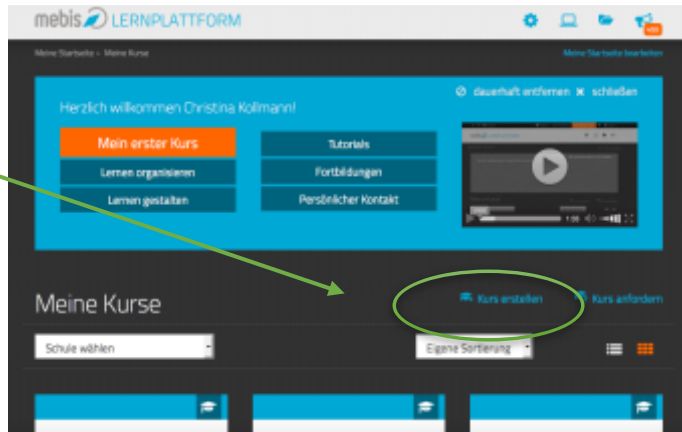 mebis LERNPLATTFORM
Meine Startseite › Meine Kurse
Meine Startseite bearbeiten
dauerhaft entfernen schließen
Herzlich willkommen Christina Kollmann!
Mein erster Kurs
Tutorials
Lernen organisieren
Fortbildungen
Lernen gestalten
Persönlicher Kontakt
Meine Kurse
Kurs erstellen
Kurs anfordern
Schule wählen
Eigene Sortierung